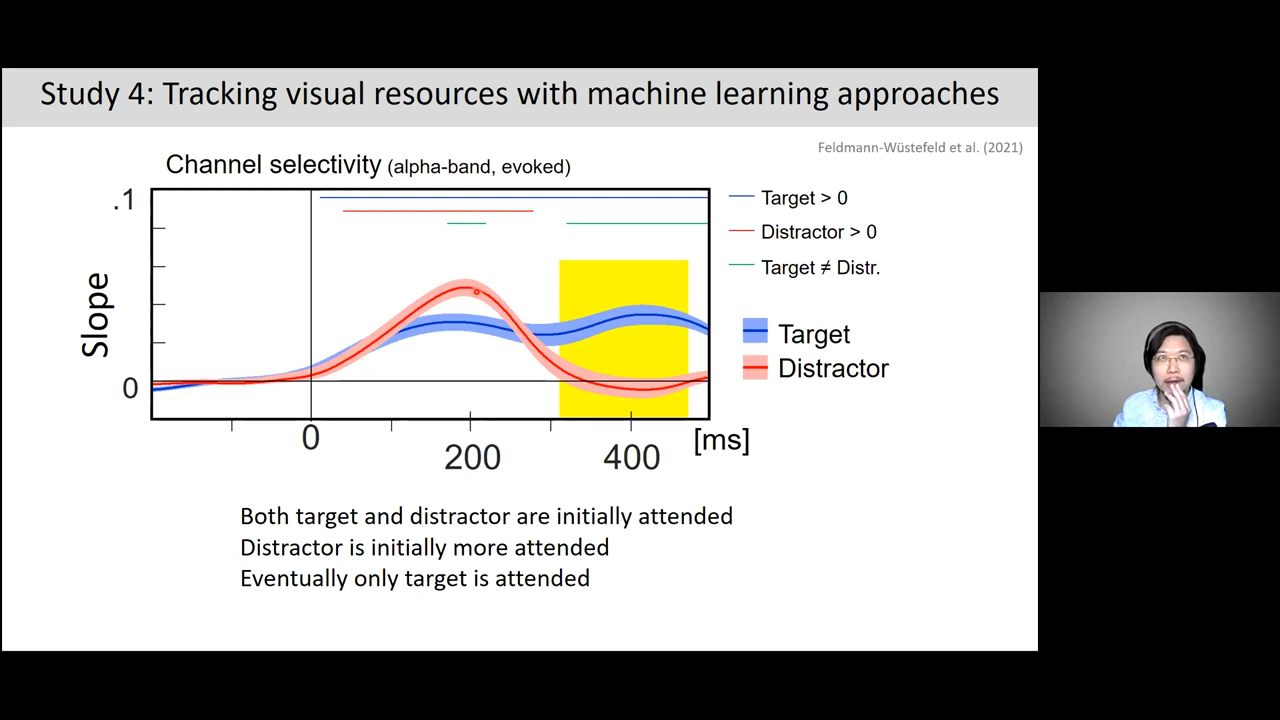 Study 4: Tracking visual resources with machine learning approaches
Feldmann-Wüstefeld et al. (2021)
Channel selectivity (alpha-band, evoked)
.1
Slope
0
0
200
400
[ms]
Target > 0
Distractor > 0
Target ≠ Distr.
Target
Distractor
Both target and distractor are initially attended
Distractor is initially more attended
Eventually only target is attended